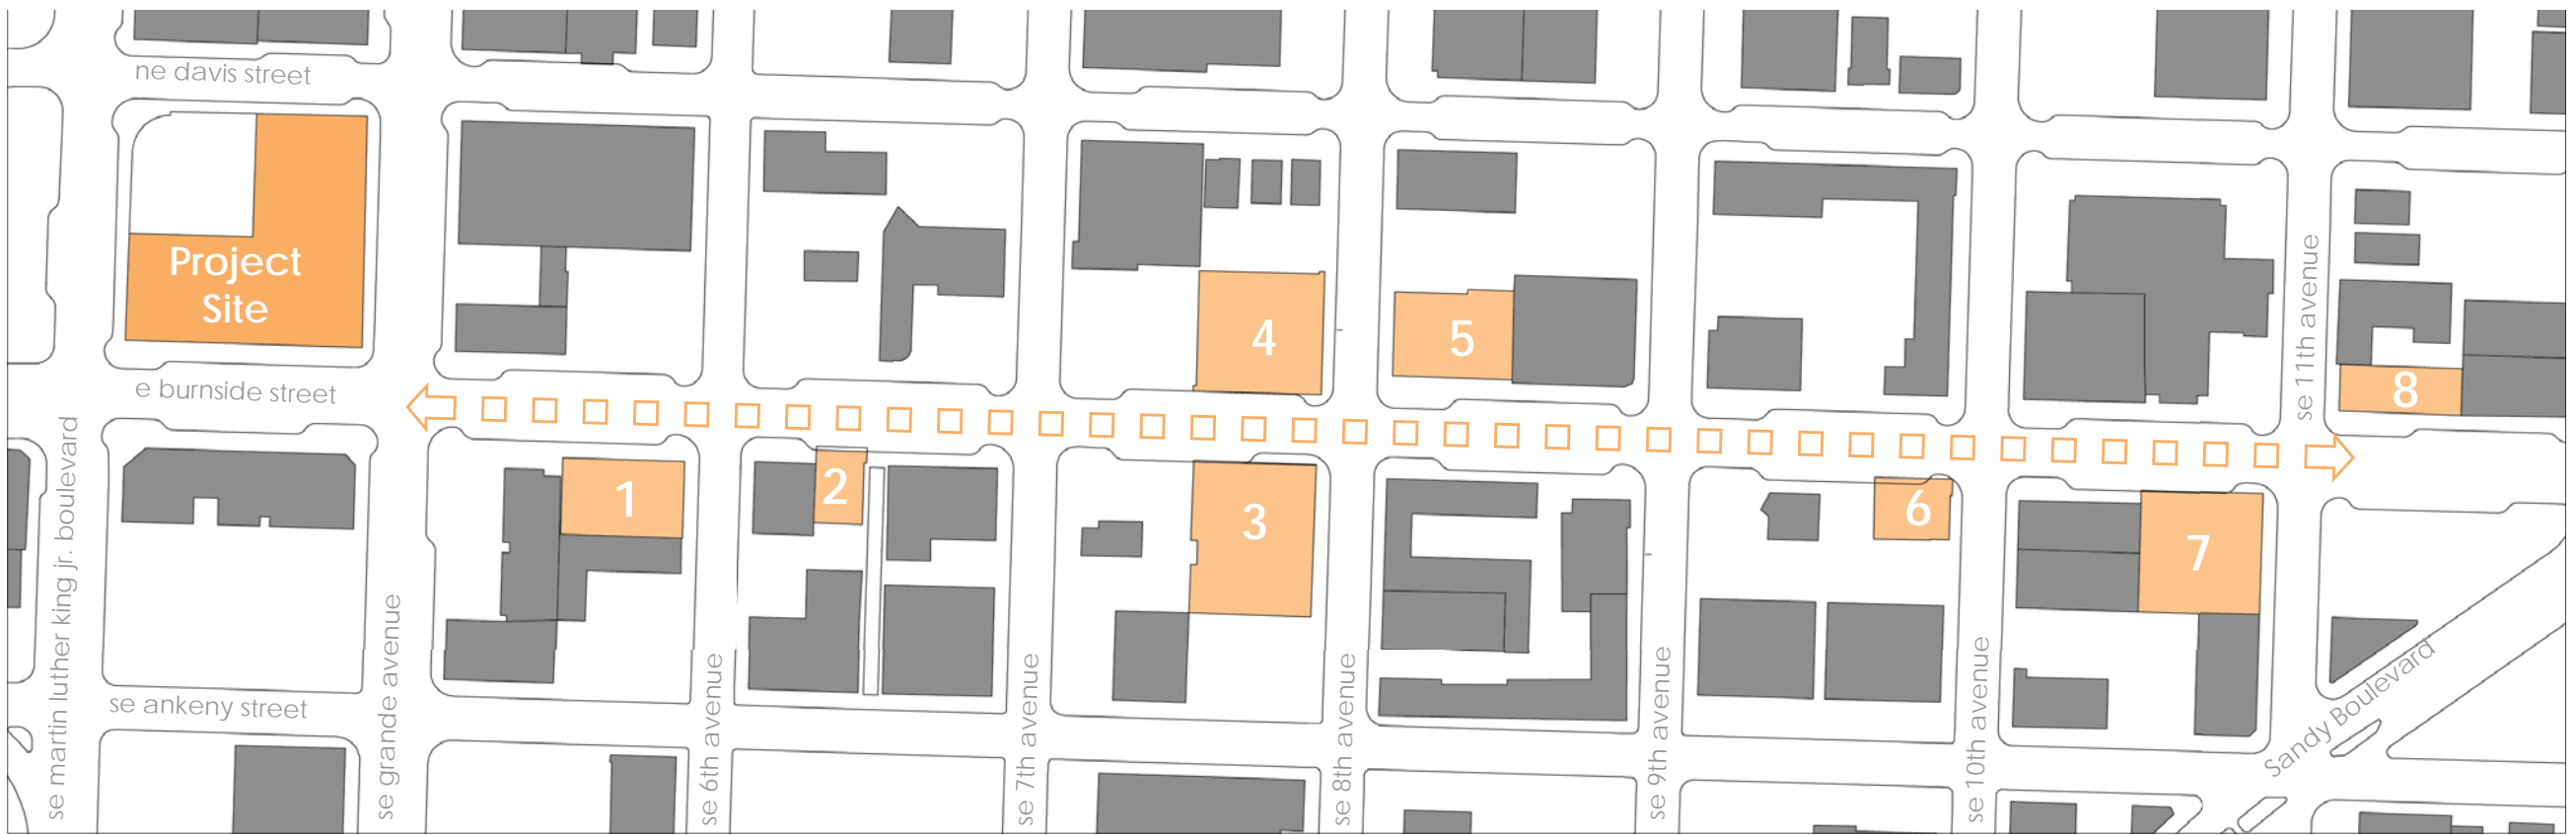 ne davis street
Project
Site
e burnside street
se martin luther king jr. boulevard
se grande avenue
se ankeny street
1
2
3
4
5
6
7
8
se 6th avenue
se 7th avenue
se 8th avenue
se 9th avenue
se 10th avenue
se 11th avenue
Sandy Boulevard